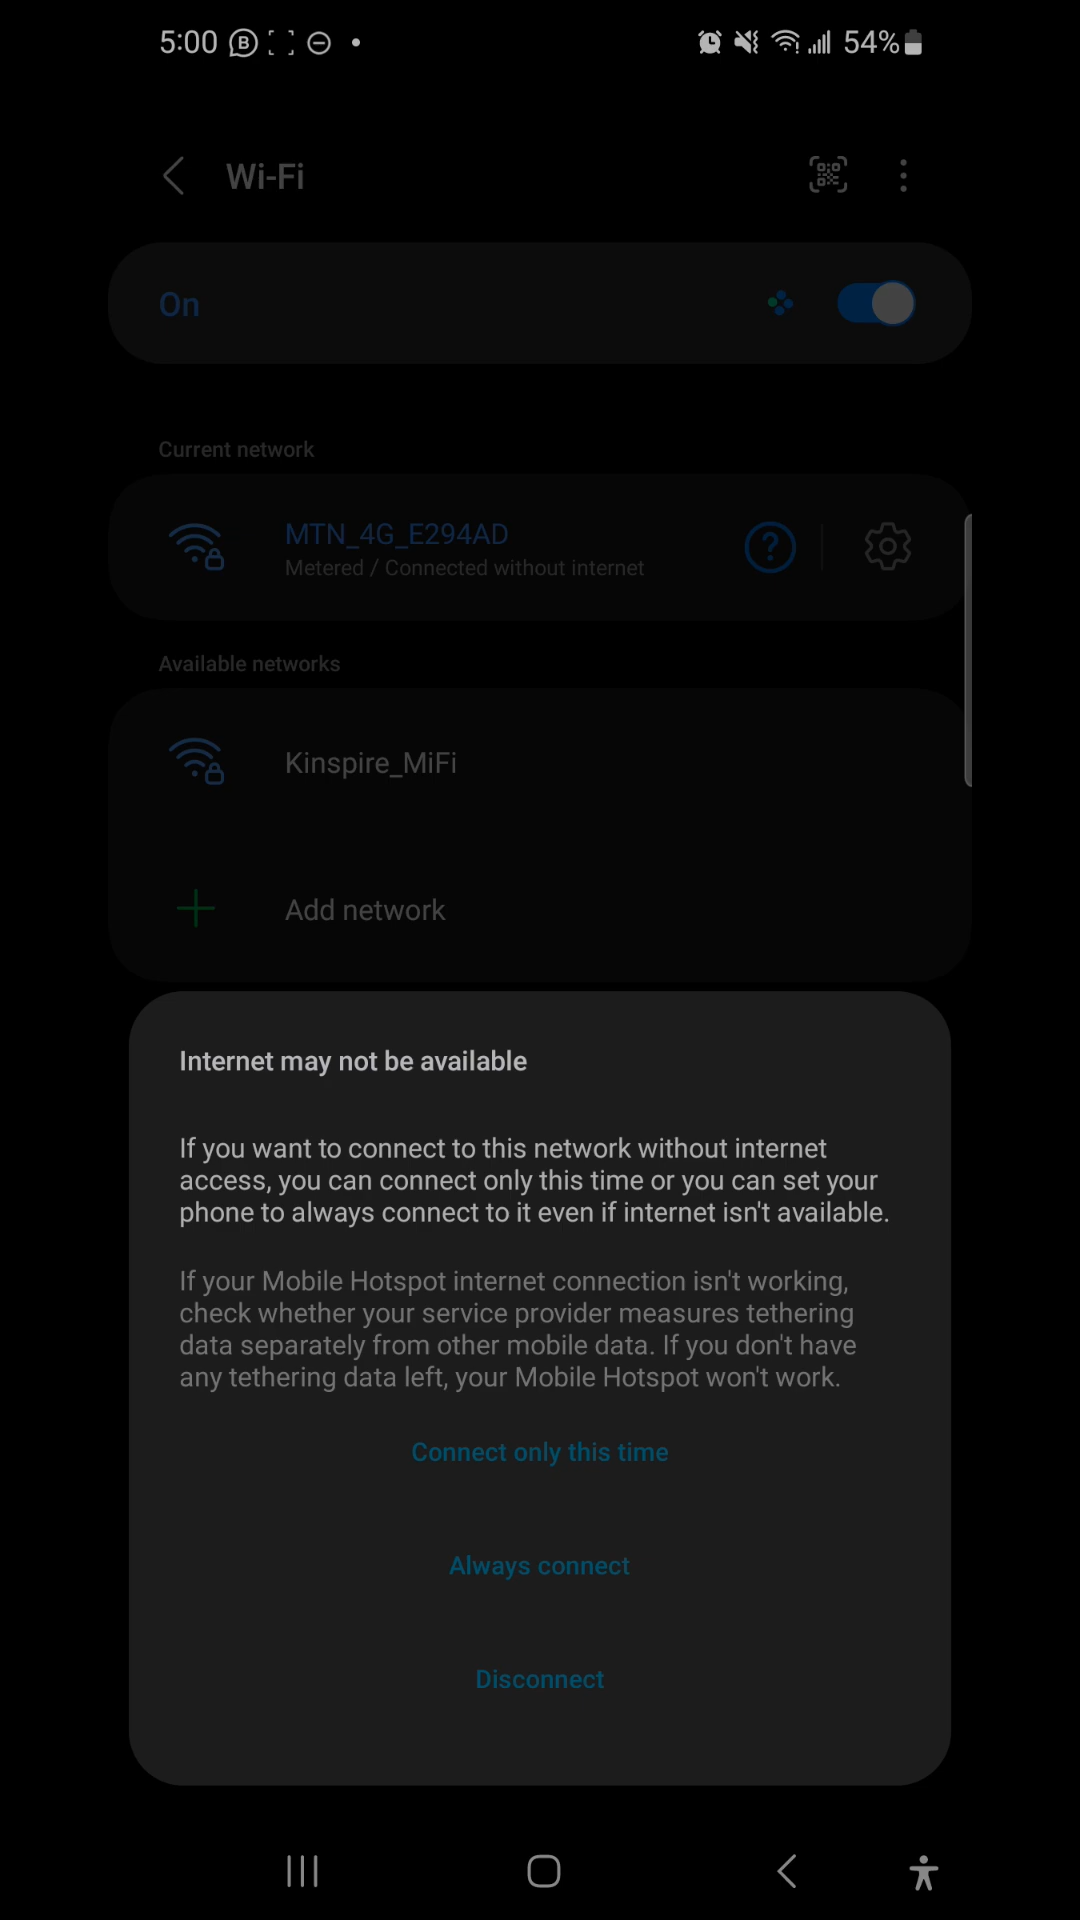 5:00 B 54%
Wi-Fi
On
Current network
MTN_4G_E294AD
Metered / Connected without internet
?
Available networks
Kinspire_MiFi
Add network
Internet may not be available
If you want to connect to this network without internet
access, you can connect only this time or you can set your
phone to always connect to it even if internet isn't available.
If your Mobile Hotspot internet connection isn't working,
check whether your service provider measures tethering
data separately from other mobile data. If you don't have
any tethering data left, your Mobile Hotspot won't work.
Connect only this time
Always connect
Disconnect